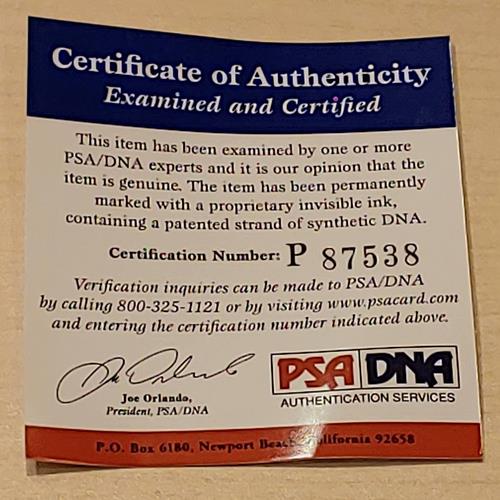 Certificate of Authenticity
Examined and Certified
This item has been examined by one or more
PSA/DNA experts and it is our opinion that the
item is genuine. The item has been permanently
marked with a proprietary invisible ink,
containing a patented strand of synthetic DNA.
Certification Number: P 87538
Verification inquiries can be made to PSA/DNA
by calling 800-325-1121 or by visiting www.psacard.com
and entering the certification number indicated above.
Joe Orlando,
President, PSA/DNA
PSA DNA
AUTHENTICATION SERVICES
P.O. Box 6180, Newport Beach, California 92658